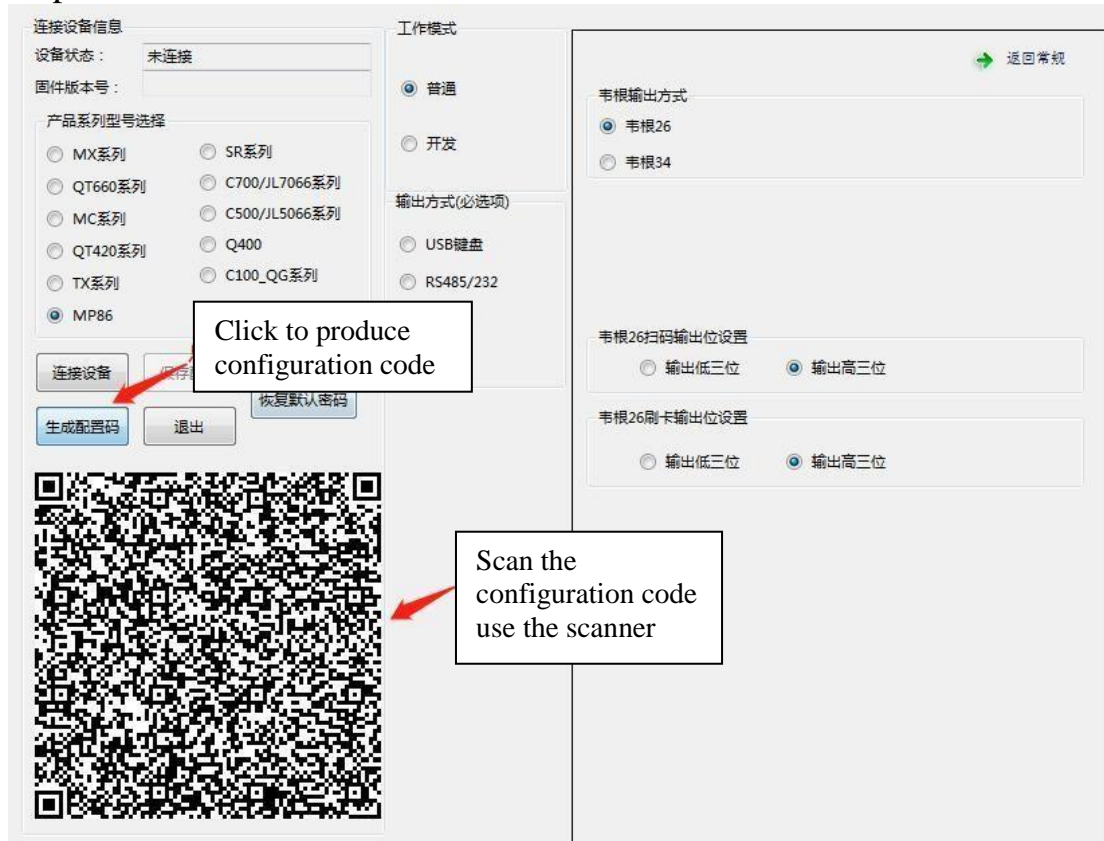 连接设备信息
设备状态： 未连接
固件版本号：
产品系列型号选择
MX系列
SR系列
QT660系列
C700/JL7066系列
MC系列
C500/JL5066系列
QT420系列
Q400
TX系列
C100_QG系列
MP86
Click to produce
configuration code
连接设备
恢复默认密码
生成配置码
退出
Scan the
configuration code
use the scanner
工作模式
普通
开发
输出方式(必选项)
USB键盘
RS485/232
返回常规
韦根输出方式
韦根26
韦根34
韦根26扫码输出位设置
输出低三位
输出高三位
韦根26刷卡输出位设置
输出低三位
输出高三位